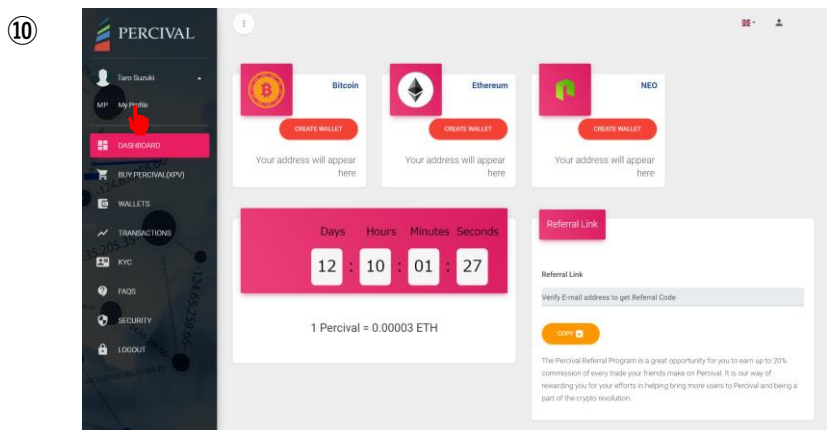 ⑩
PERCIVAL
Taro Suzuki
MP My Profile
DASHBOARD
BUY PERCIVAL(XPV)
WALLETS
TRANSACTIONS
KYC
FAQS
SECURITY
LOGOUT
Bitcoin
CREATE WALLET
Your address will appear
here
Ethereum
CREATE WALLET
Your address will appear
here
NEO
CREATE WALLET
Your address will appear
here
Days Hours Minutes Seconds
12 : 10 : 01 : 27
1 Percival = 0.00003 ETH
Referral Link
Referral Link
Verify E-mail address to get Referral Code
COPY
The Percival Referral Program is a great opportunity for you to earn up to 20%
commission of every trade your friends make on Percival. It is our way of
rewarding you for your efforts in helping bring more users to Percival and being a
part of the crypto revolution.